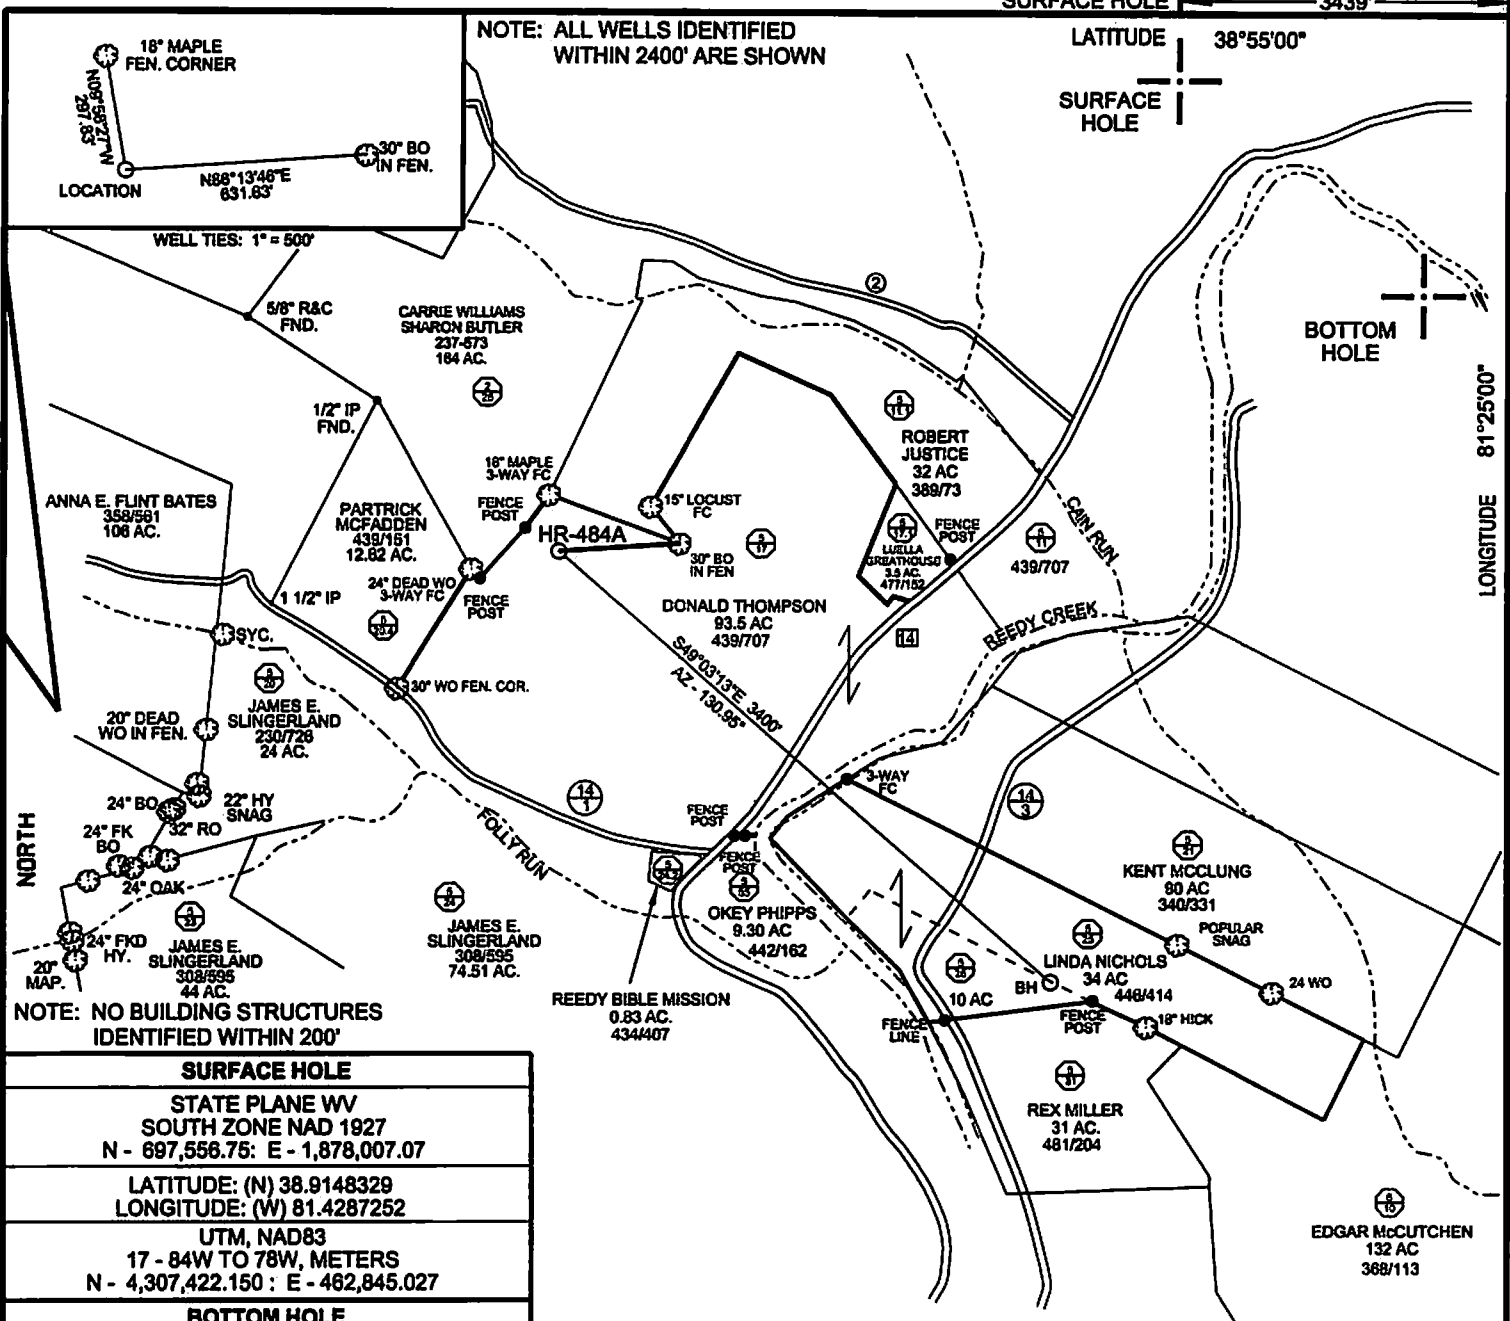 SURFACE HOLE 3439'
NOTE: ALL WELLS IDENTIFIED
WITHIN 2400' ARE SHOWN
LATITUDE 38°55'00"
SURFACE
HOLE
BOTTOM
HOLE
LONGITUDE 81°25'00"
18" MAPLE
FEN. CORNER
N09°58'27"W
297.83'
LOCATION
N86°13'46"E
631.63'
30" BO
IN FEN.
WELL TIES: 1" = 500'
5/8" R&C
FND.
CARRIE WILLIAMS
SHARON BUTLER
237-573
164 AC.
2
1/2" IP
FND.
ANNA E. FLINT BATES
358/581
106 AC.
PARTRICK
MCFADDEN
439/151
12.82 AC.
18" MAPLE
3-WAY FC
FENCE
POST
HR-484A
15" LOCUST
FC
30" BO
IN FEN
5
17
ROBERT
JUSTICE
32 AC
389/73
LUELLA
GREATHOUSE
3.5 AC.
477/152
FENCE
POST
CAIN RUN
439/707
24" DEAD WO
3-WAY FC
FENCE
POST
1 1/2" IP
DONALD THOMPSON
93.5 AC
439/707
14
REEDY CREEK
S49°03'13"E 3400'
AZ - 130.95°
SYC.
30" WO FEN. COR.
JAMES E.
SLINGERLAND
230/726
24 AC.
20" DEAD
WO IN FEN.
22" HY
SNAG
24" BO
32" RO
24" FK
BO
24" OAK
24" FKD
HY.
20"
MAP.
NORTH
14
1
FOLLY RUN
FENCE
POST
FENCE
POST
3-WAY
FC
14
3
KENT MCCLUNG
80 AC
340/331
POPULAR
SNAG
OKEY PHIPPS
9.30 AC
442/162
5
24
JAMES E.
SLINGERLAND
308/595
74.51 AC.
JAMES E.
SLINGERLAND
308/595
44 AC.
REEDY BIBLE MISSION
0.83 AC.
434/407
LINDA NICHOLS
34 AC
446/414
24 WO
10 AC
BH
FENCE
POST
18" HICK
FENCE
LINE
REX MILLER
31 AC.
481/204
EDGAR McCUTCHEN
132 AC
368/113
NOTE: NO BUILDING STRUCTURES
IDENTIFIED WITHIN 200'
SURFACE HOLE
STATE PLANE WV
SOUTH ZONE NAD 1927
N - 697,556.75: E - 1,878,007.07
LATITUDE: (N) 38.9148329
LONGITUDE: (W) 81.4287252
UTM, NAD83
17 - 84W TO 78W, METERS
N - 4,307,422.150 : E - 462,845.027
BOTTOM HOLE